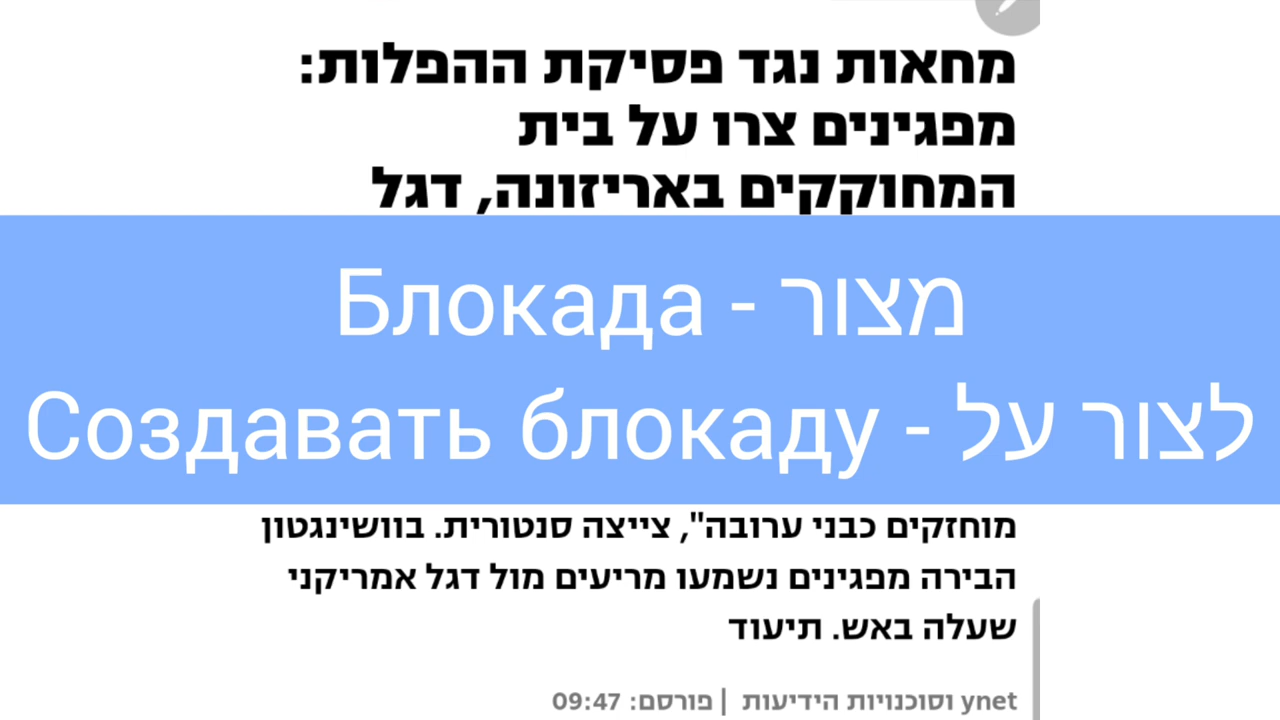 מחאות נגד פסיקת ההפלות:
מפגינים צרו על בית
המחוקקים באריזונה, דגל
Блокада - מצור
Создавать блокаду - לצור על
מוחזקים כבני ערובה", צייצה סנטורית. בוושינגטון
הבירה מפגינים נשמעו מריעים מול דגל אמריקני
שעלה באש. תיעוד
ynet וסוכנויות הידיעות | פורסם: 09:47